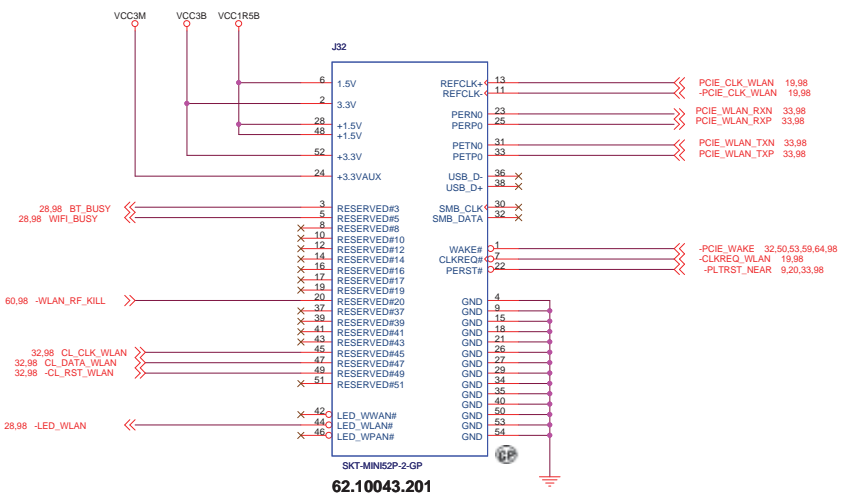 VCC3M VCC3B VCC1R5B
J32
6 1.5V REFCLK+ 13 PCIE_CLK_WLAN 19,98
REFCLK- 11 -PCIE_CLK_WLAN 19,98
2 3.3V
PERN0 23 PCIE_WLAN_RXN 33,98
28 +1.5V PERP0 25 PCIE_WLAN_RXP 33,98
48 +1.5V
PETN0 31 PCIE_WLAN_TXN 33,98
52 +3.3V PETP0 33 PCIE_WLAN_TXP 33,98
24 +3.3VAUX USB_D- 36
USB_D+ 38
28,98 BT_BUSY 3 RESERVED#3 SMB_CLK 30
28,98 WIFI_BUSY 5 RESERVED#5 SMB_DATA 32
8 RESERVED#8
10 RESERVED#10
12 RESERVED#12 WAKE# 1 -PCIE_WAKE 32,50,53,59,64,98
14 RESERVED#14 CLKREQ# 7 -CLKREQ_WLAN 19,98
16 RESERVED#16 PERST# 22 -PLTRST_NEAR 9,20,33,98
17 RESERVED#17
19 RESERVED#19
60,98 -WLAN_RF_KILL 20 RESERVED#20 GND 4
37 RESERVED#37 GND 9
39 RESERVED#39 GND 15
41 RESERVED#41 GND 18
43 RESERVED#43 GND 21
32,98 CL_CLK_WLAN 45 RESERVED#45 GND 26
32,98 CL_DATA_WLAN 47 RESERVED#47 GND 27
32,98 -CL_RST_WLAN 49 RESERVED#49 GND 29
51 RESERVED#51 GND 34
GND 35
GND 40
42 LED_WWAN# GND 50
28,98 -LED_WLAN 44 LED_WLAN# GND 53
46 LED_WPAN# GND 54
CP
SKT-MINI52P-2-GP
62.10043.201